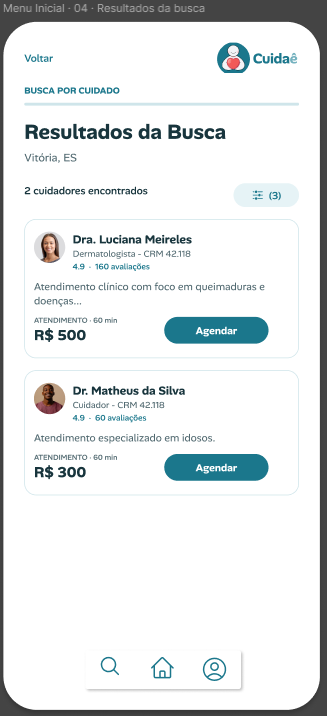 Menu Inicial - 04 - Resultados da busca
Voltar
Cuidaê
BUSCA POR CUIDADO
Resultados da Busca
Vitória, ES
2 cuidadores encontrados
(3)
Dra. Luciana Meireles
Dermatologista - CRM 42.118
4.9 - 160 avaliações
Atendimento clínico com foco em queimaduras e
doenças...
ATENDIMENTO · 60 min
R$ 500
Agendar
Dr. Matheus da Silva
Cuidador - CRM 42.118
4.9 - 60 avaliações
Atendimento especializado em idosos.
ATENDIMENTO · 60 min
R$ 300
Agendar